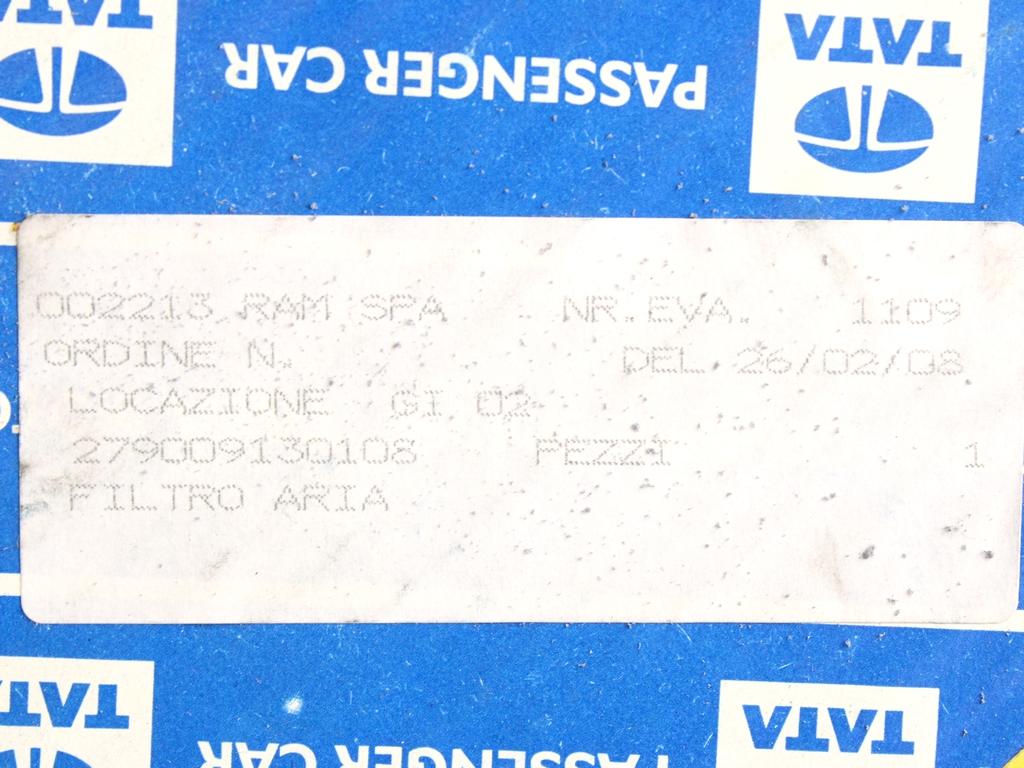 TATA
PASSENGER CAR
TATA
002213 RAM SPA NR.EVA. 1109
ORDINE N. DEL 26/02/08
LOCAZIONE GI 02
279009130108 PEZZI 1
FILTRO ARIA
TATA
PASSENGER CAR
TATA